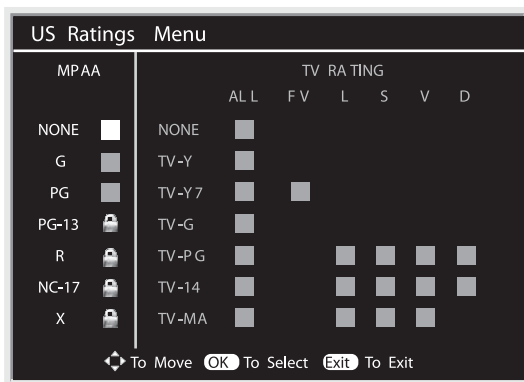 US Ratings Menu
MPAA TV RATING
ALL FV L S V D
NONE NONE
G TV-Y
PG TV-Y7
PG-13 TV-G
R TV-PG
NC-17 TV-14
X TV-MA
To Move OK To Select Exit To Exit